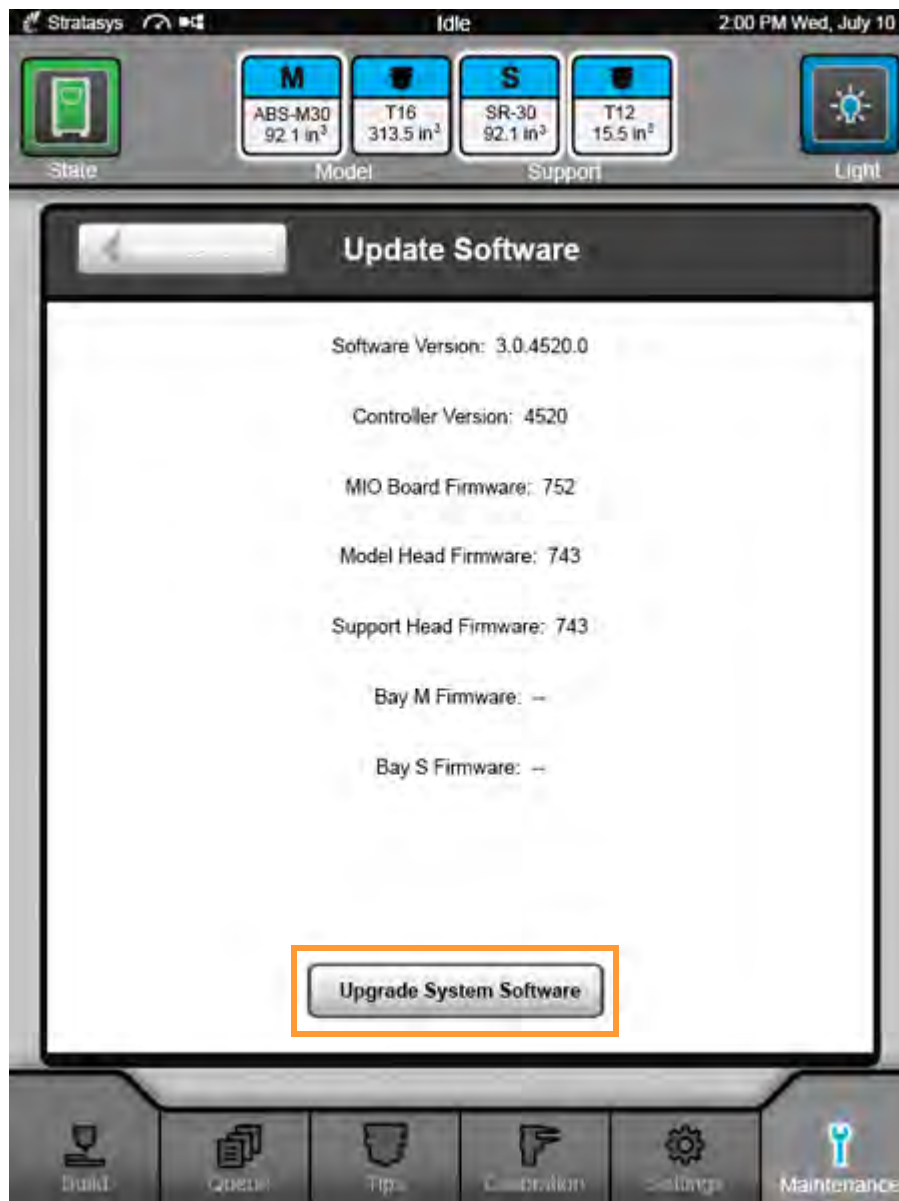 Stratasys Idle 2:00 PM Wed, July 10
M S
ABS-M30 T16 SR-30 T12
92.1 in³ 313.5 in³ 92.1 in³ 15.5 in³
State Model Support Light
Update Software
Software Version: 3.0.4520.0
Controller Version: 4520
MIO Board Firmware: 752
Model Head Firmware: 743
Support Head Firmware: 743
Bay M Firmware: --
Bay S Firmware: --
Upgrade System Software
Build Queue Tips Calibration Settings Maintenance